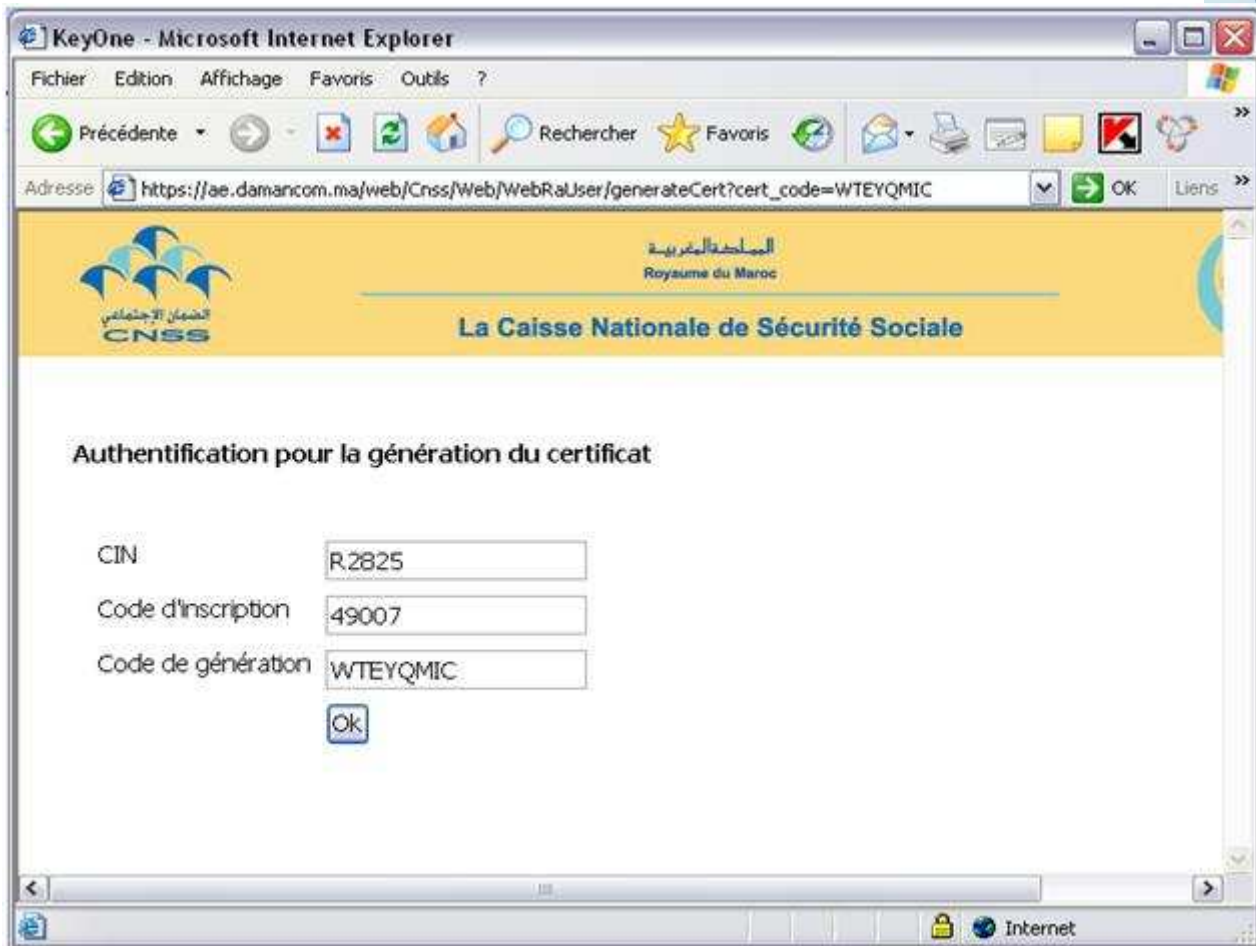 KeyOne - Microsoft Internet Explorer
Fichier Edition Affichage Favoris Outils ?
Précédente Rechercher Favoris »
Adresse https://ae.damancom.ma/web/Cnss/Web/WebRaUser/generateCert?cert_code=WTEYQMIC OK Liens »
المملكة المغربية
Royaume du Maroc
الضمان الإجتماعي
CNSS
La Caisse Nationale de Sécurité Sociale
Authentification pour la génération du certificat
CIN R2825
Code d'inscription 49007
Code de génération WTEYQMIC
Ok
Internet